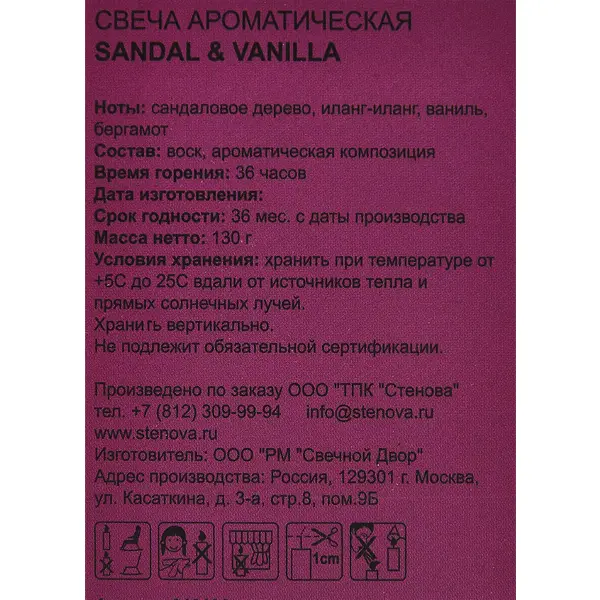 СВЕЧА АРОМАТИЧЕСКАЯ
SANDAL & VANILLA
Ноты: сандаловое дерево, иланг-иланг, ваниль,
бергамот
Состав: воск, ароматическая композиция
Время горения: 36 часов
Дата изготовления:
Срок годности: 36 мес. с даты производства
Масса нетто: 130 г
Условия хранения: хранить при температуре от
+5С до 25С вдали от источников тепла и
прямых солнечных лучей.
Хранить вертикально.
Не подлежит обязательной сертификации.
Произведено по заказу ООО "ТПК "Стенова"
тел. +7 (812) 309-99-94 info@stenova.ru
www.stenova.ru
Изготовитель: ООО "РМ "Свечной Двор"
Адрес производства: Россия, 129301 г. Москва,
ул. Касаткина, д. 3-а, стр.8, пом.9Б
1cm